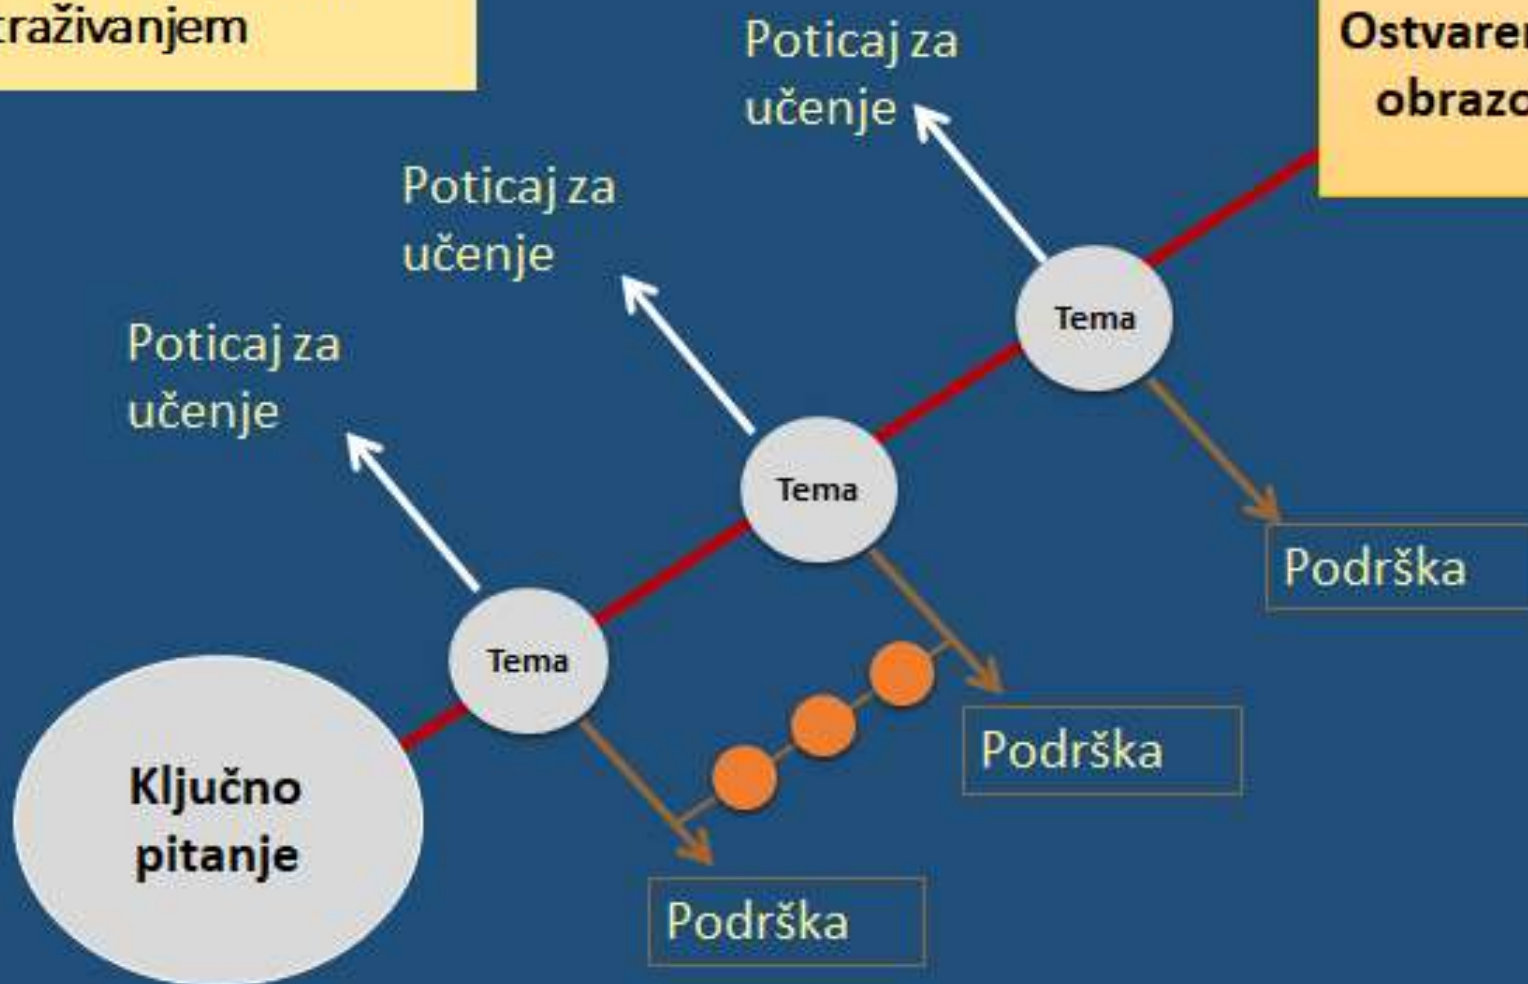 traživanjem
Poticaj za
učenje
Ostvaren
obrazo
Poticaj za
učenje
Tema
Poticaj za
učenje
Tema
Podrška
Tema
Podrška
Ključno
pitanje
Podrška